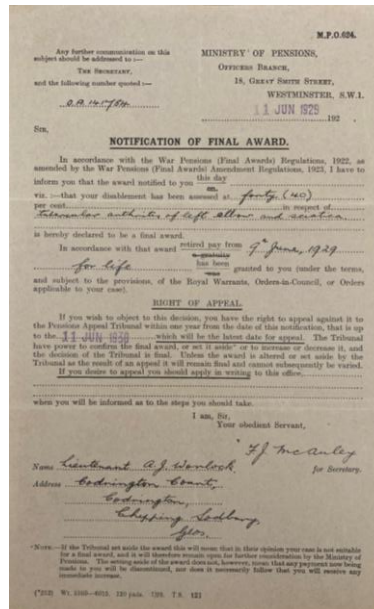 M.P.O.624.
Any further communication on this
subject should be addressed to :—
THE SECRETARY,
and the following number quoted :—
MINISTRY OF PENSIONS,
OFFICERS BRANCH,
18, GREAT SMITH STREET,
WESTMINSTER, S.W.1.
11 JUN 1929
192
SIR,
NOTIFICATION OF FINAL AWARD.
In accordance with the War Pensions (Final Awards) Regulations, 1922, as
amended by the War Pensions (Final Awards) Amendment Regulations, 1923, I have to
inform you that the award notified to you this day
on
viz. :—that your disablement has been assessed at forty (40)
per cent. in respect of
tubercular arthritis of left elbow and sciatica
is hereby declared to be a final award.
In accordance with that award retired pay from 9th June, 1929
a gratuity
for life has been granted to you (under the terms,
was
and subject to the provisions, of the Royal Warrants, Orders-in-Council, or Orders
applicable to your case).
RIGHT OF APPEAL.
If you wish to object to this decision, you have the right to appeal against it to
the Pensions Appeal Tribunal within one year from the date of this notification, that is up
to the 11 JUN 1930 which will be the latest date for appeal. The Tribunal
have power to confirm the final award, or set it aside or to increase or decrease it, and
the decision of the Tribunal is final. Unless the award is altered or set aside by the
Tribunal as the result of an appeal it will remain final and cannot subsequently be varied.
If you desire to appeal you should apply in writing to this office,
when you will be informed as to the steps you should take.
I am, Sir,
Your obedient Servant,
F.J. McAuley
for Secretary.
Name Lieutenant A.J. Warlock,
Address Codrington Court,
Codrington,
Chipping Sodbury,
Glos.
*NOTE.—If the Tribunal set aside the award this will mean that in their opinion your case is not suitable
for a final award, and it will therefore remain open for further consideration by the Ministry of
Pensions. The setting aside of the award does not, however, mean that any payment now being
made to you will be discontinued, nor does it necessarily follow that you will receive any
immediate increase.